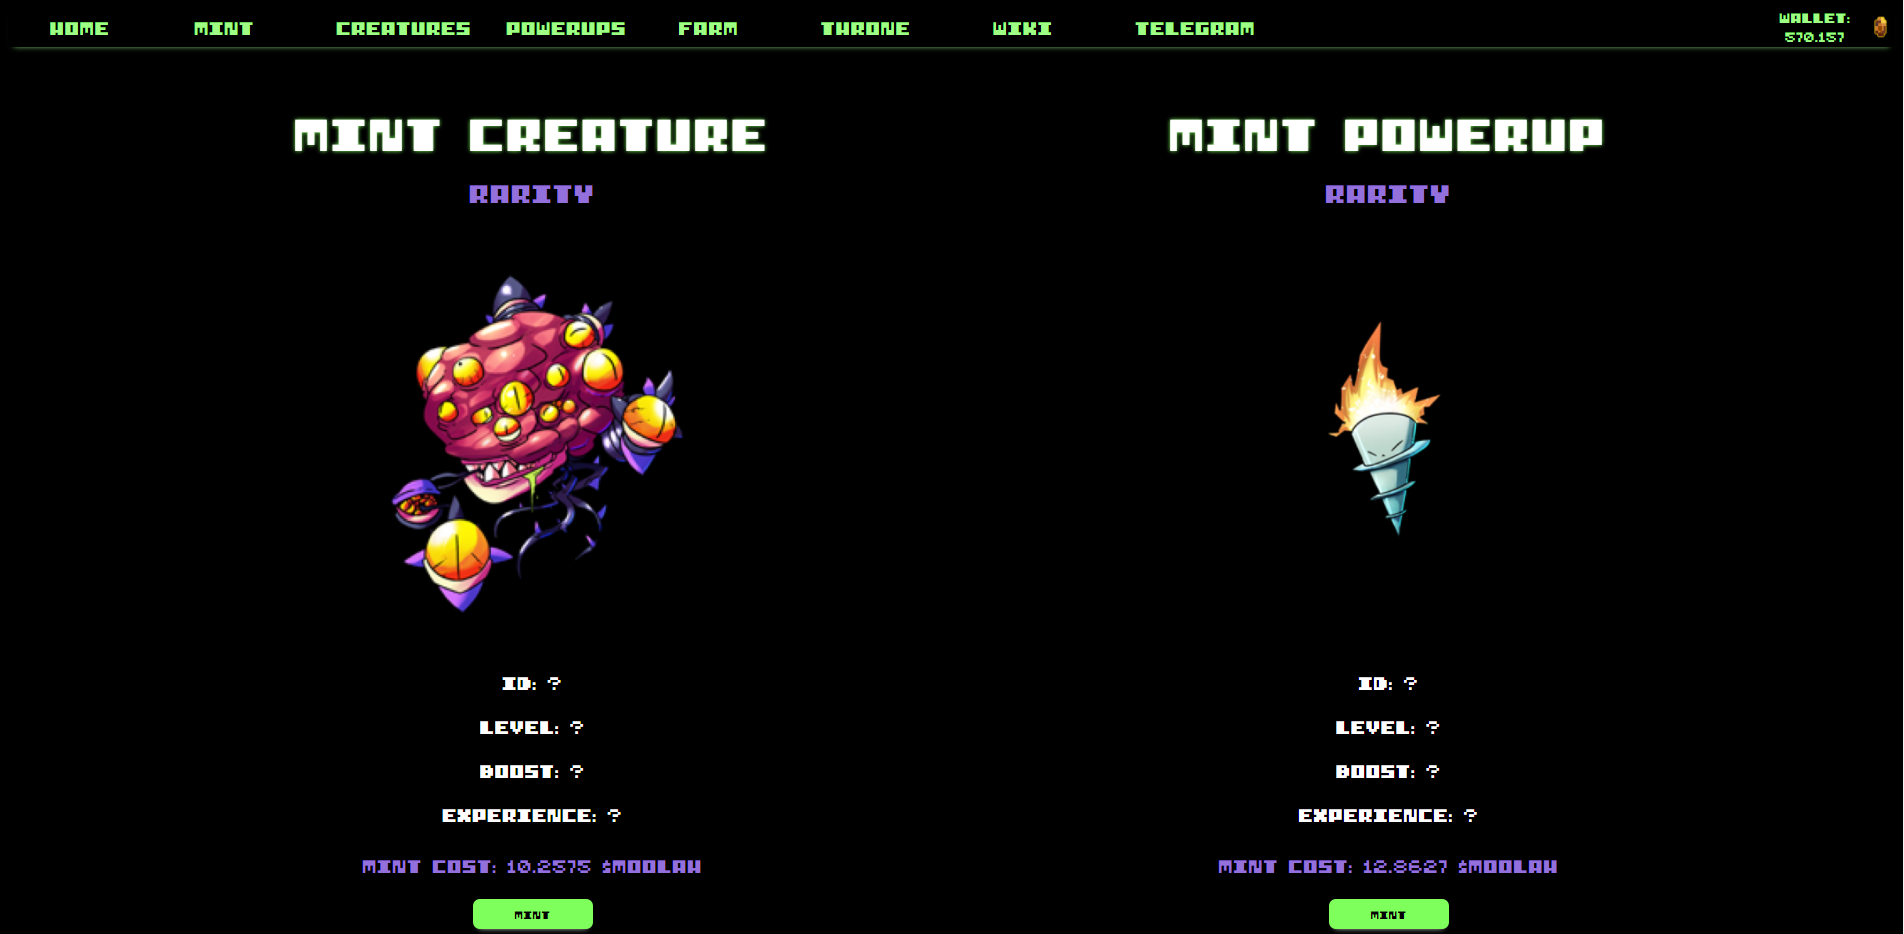 HOME MINT CREATURES POWERUPS FARM THRONE WIKI TELEGRAM
WALLET:
570.157
MINT CREATURE
RARITY
ID: ?
LEVEL: ?
BOOST: ?
EXPERIENCE: ?
MINT COST: 10.2575 $MOOLAH
MINT
MINT POWERUP
RARITY
ID: ?
LEVEL: ?
BOOST: ?
EXPERIENCE: ?
MINT COST: 12.8627 $MOOLAH
MINT